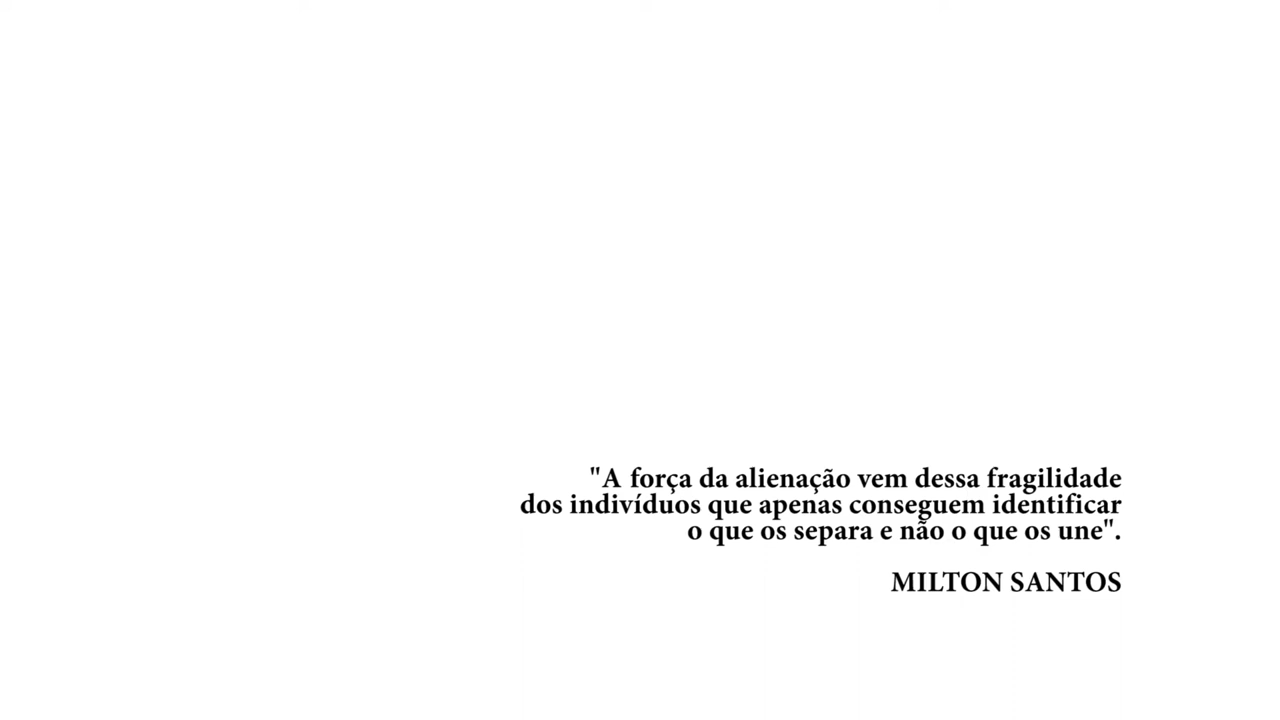 "A força da alienação vem dessa fragilidade
dos indivíduos que apenas conseguem identificar
o que os separa e não o que os une".
MILTON SANTOS